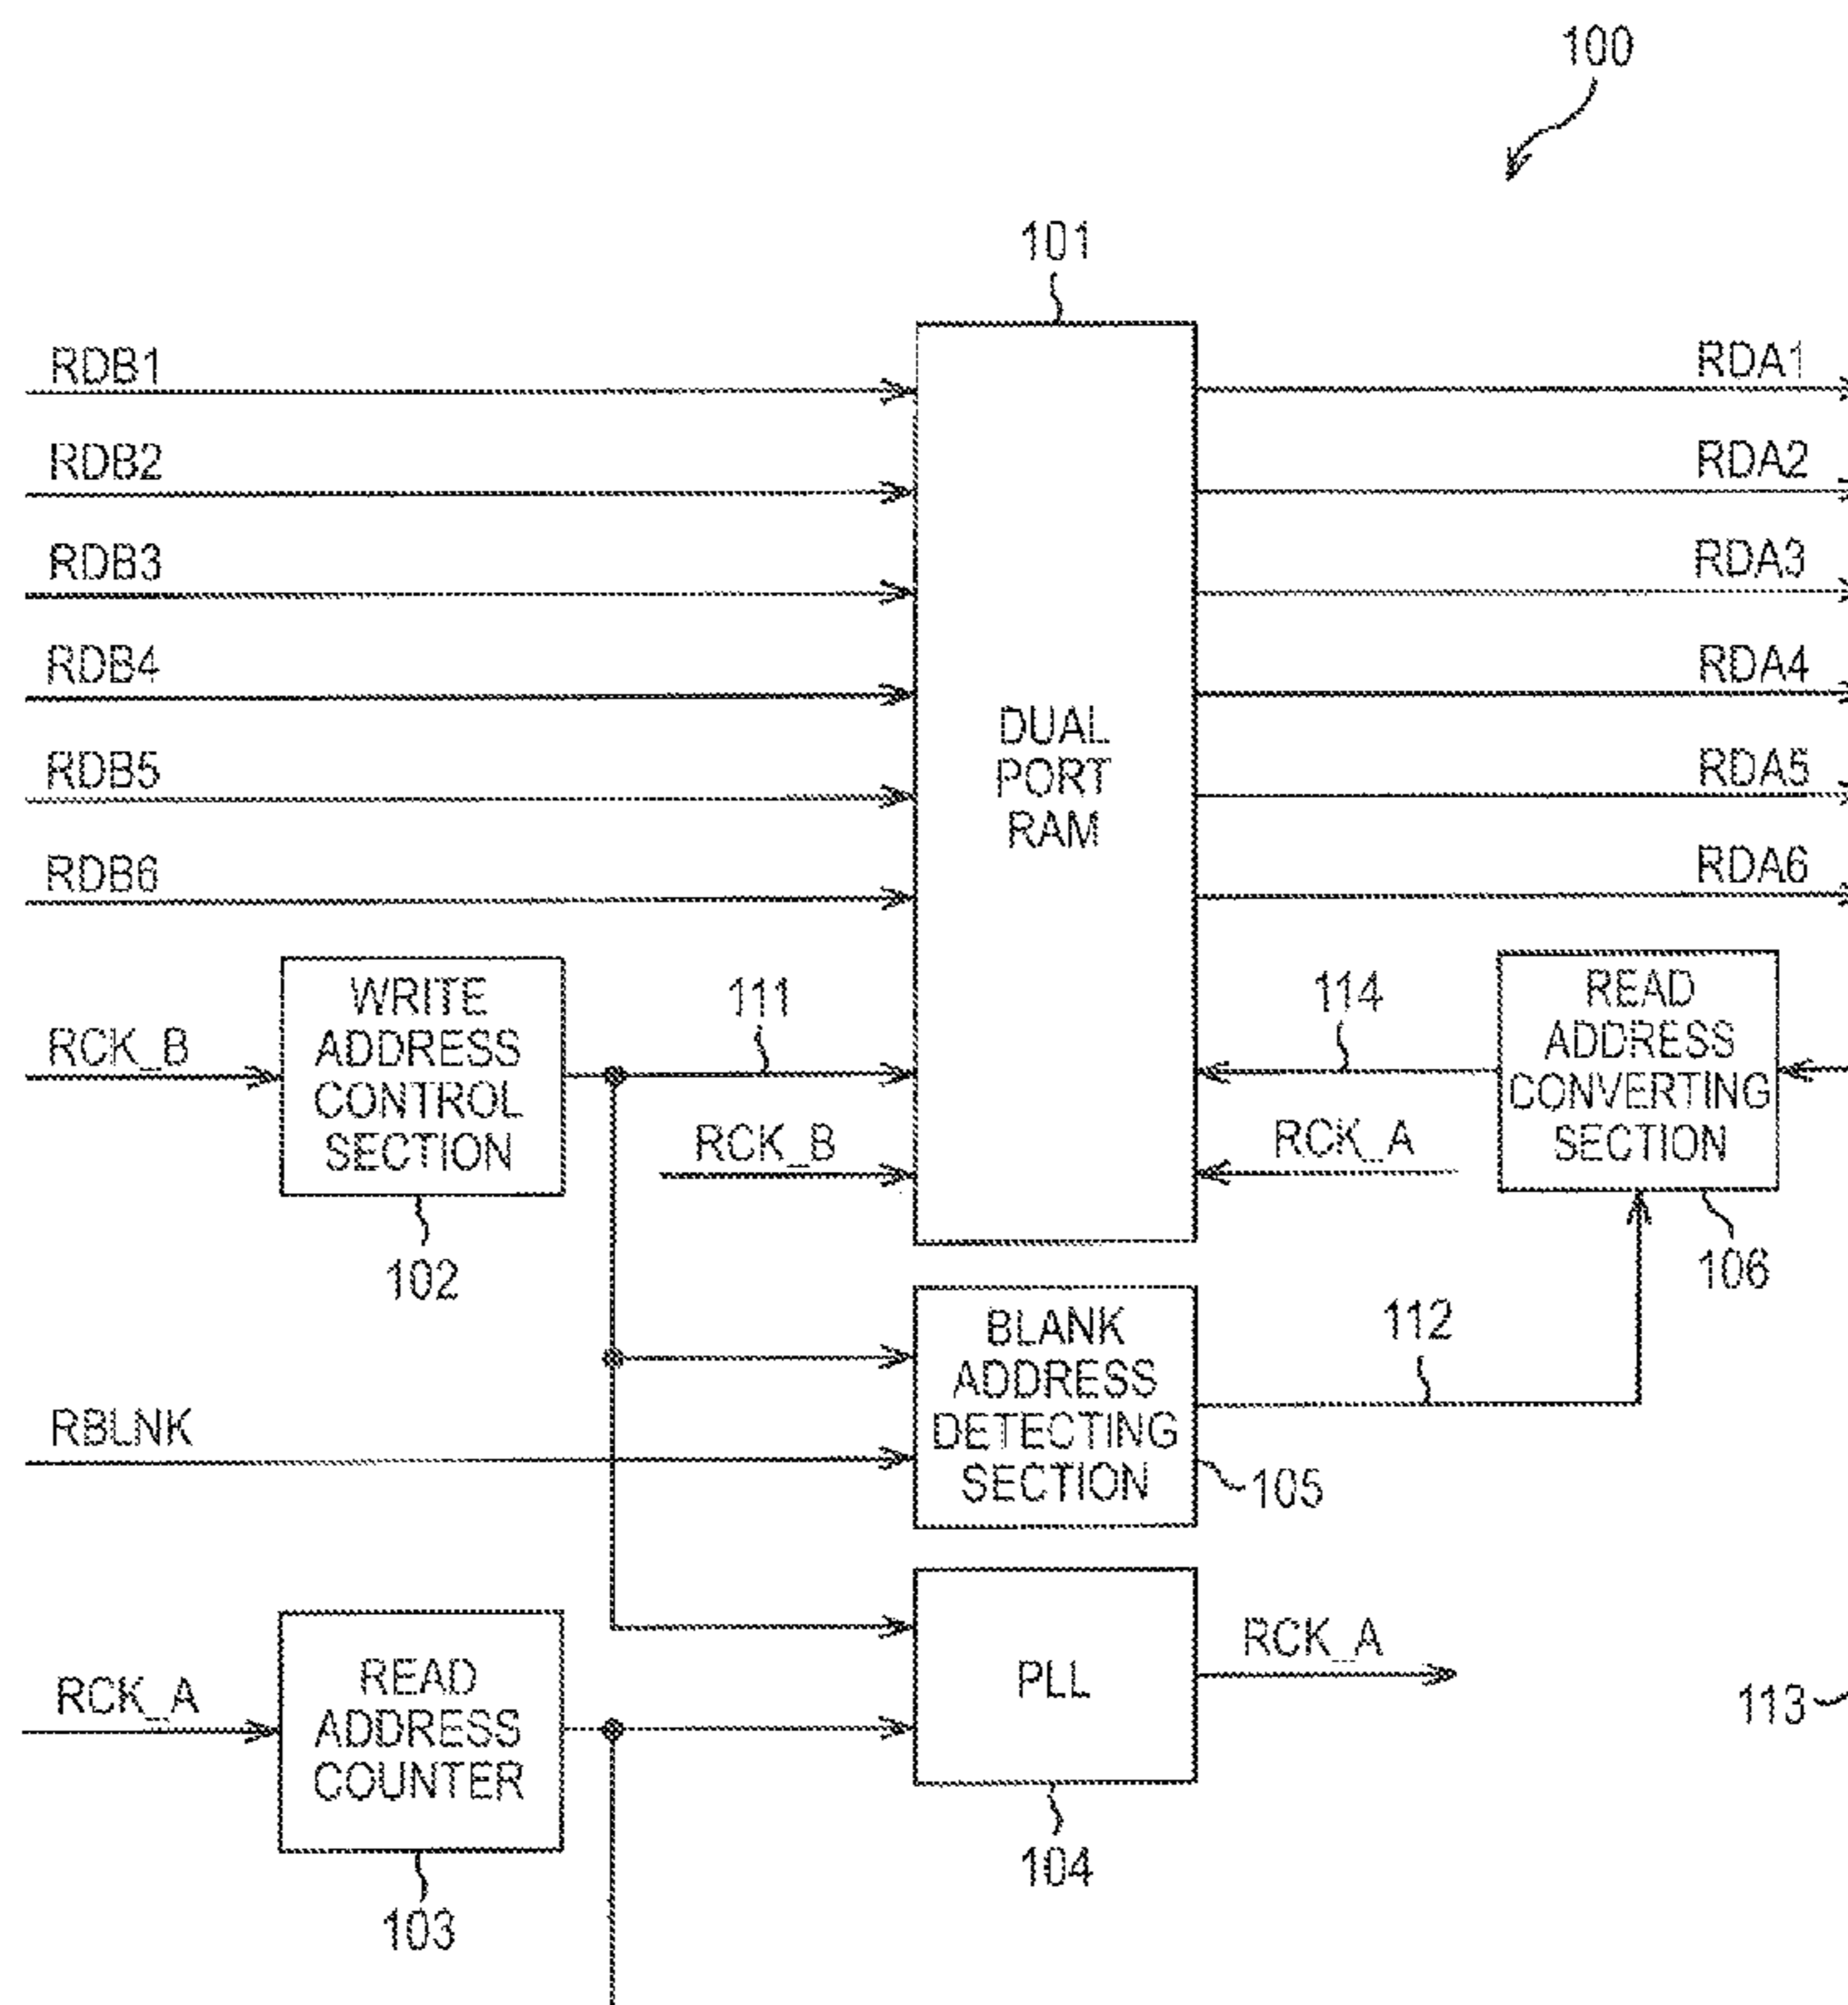 100
101
RDB1
RDA1
RDB2
RDA2
RDB3
RDA3
RDB4
RDA4
DUAL
PORT
RAM
RDB5
RDA5
RDB6
RDA6
RCK_B
WRITE
ADDRESS
CONTROL
SECTION
102
111
RCK_B
114
RCK_A
READ
ADDRESS
CONVERTING
SECTION
106
RBLNK
BLANK
ADDRESS
DETECTING
SECTION
105
112
RCK_A
READ
ADDRESS
COUNTER
103
PLL
104
RCK_A
113